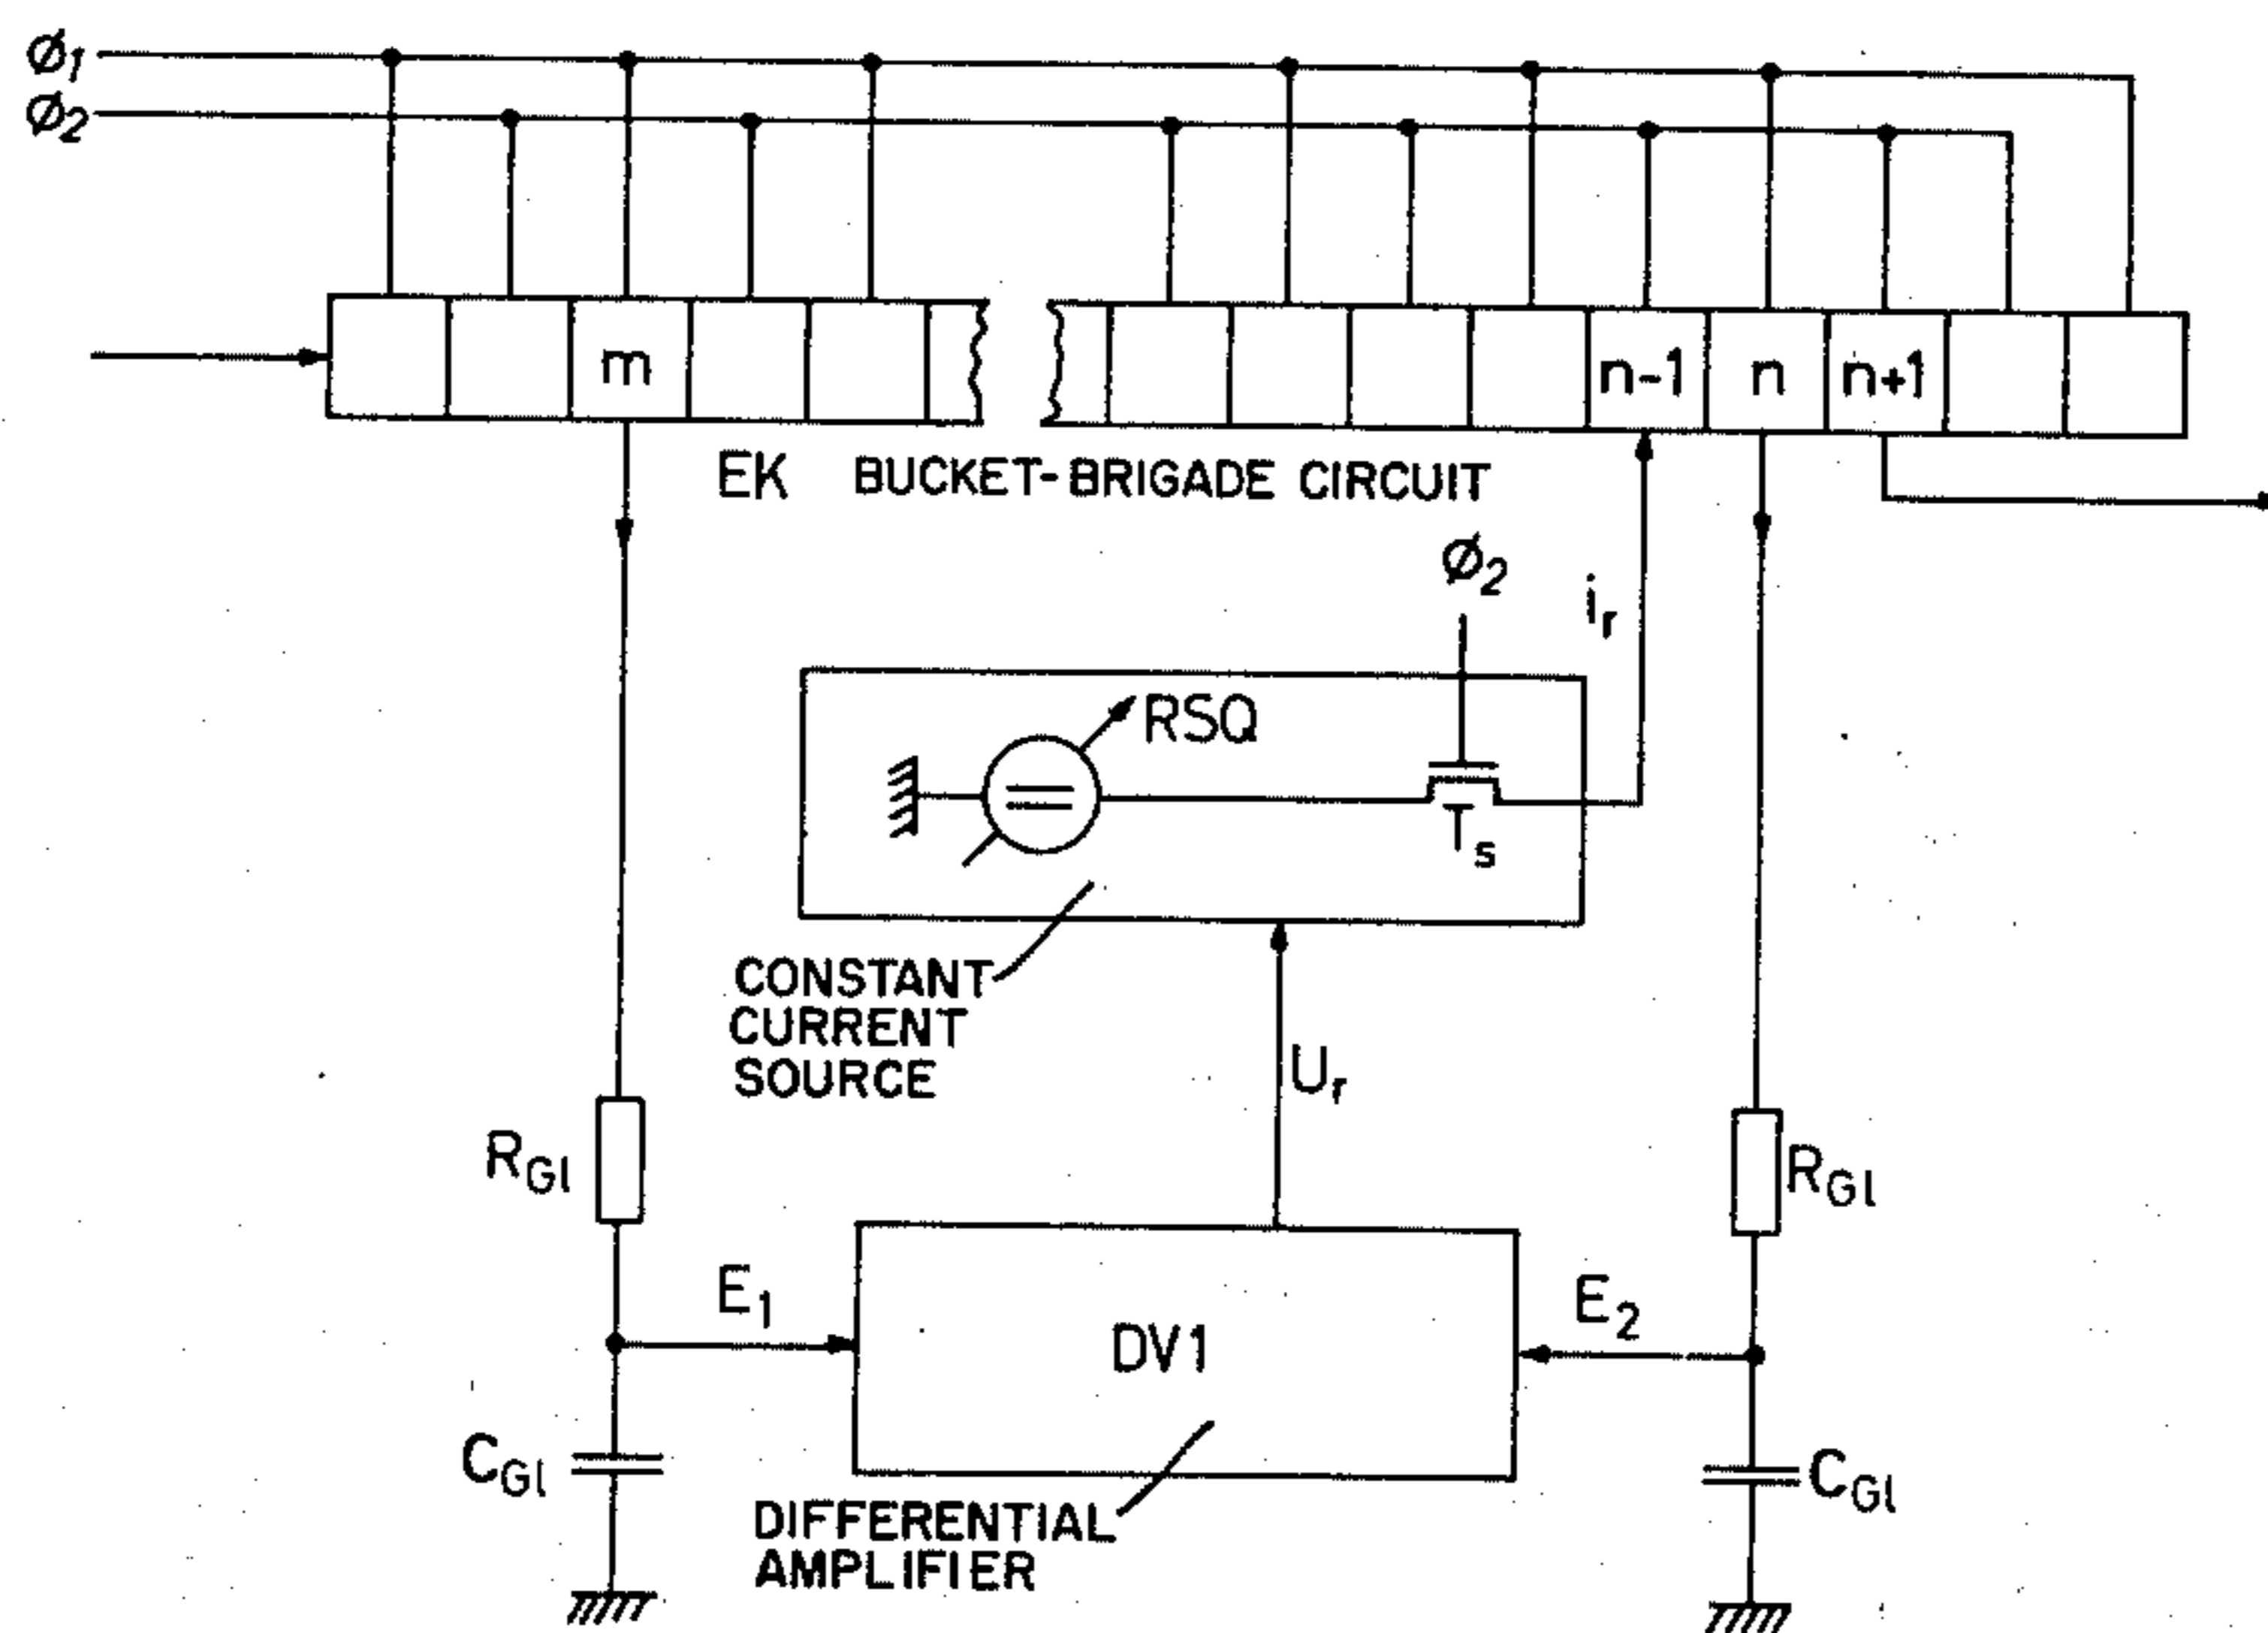 ø1
ø2
m
n-1
n
n+1
EK BUCKET-BRIGADE CIRCUIT
ø2
ir
RSQ
Ts
CONSTANT
CURRENT
SOURCE
Ur
RGl
RGl
E1
E2
DV1
CGl
CGl
DIFFERENTIAL
AMPLIFIER